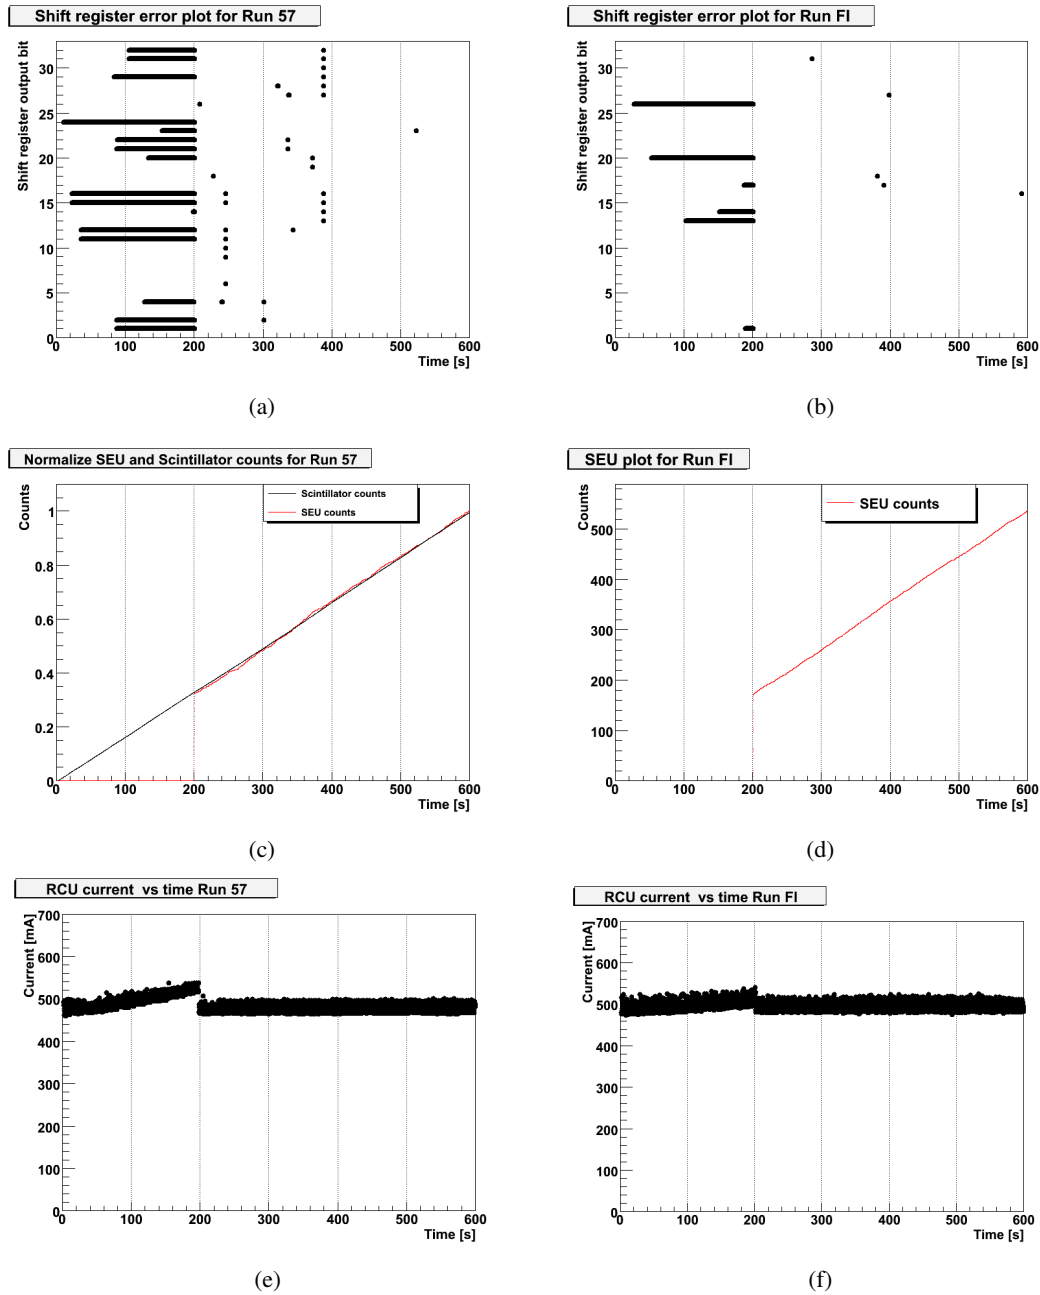 Shift register error plot for Run 57
Shift register output bit
30
25
20
15
10
5
0
0 100 200 300 400 500 600
Time [s]
(a)
Shift register error plot for Run FI
Shift register output bit
30
25
20
15
10
5
0
0 100 200 300 400 500 600
Time [s]
(b)
Normalize SEU and Scintillator counts for Run 57
Counts
Scintillator counts
SEU counts
1
0.8
0.6
0.4
0.2
0
0 100 200 300 400 500 600
Time [s]
(c)
SEU plot for Run FI
Counts
SEU counts
500
400
300
200
100
0
0 100 200 300 400 500 600
Time [s]
(d)
RCU current vs time Run 57
Current [mA]
700
600
500
400
300
200
100
0
0 100 200 300 400 500 600
Time [s]
(e)
RCU current vs time Run FI
Current [mA]
700
600
500
400
300
200
100
0
0 100 200 300 400 500 600
Time [s]
(f)